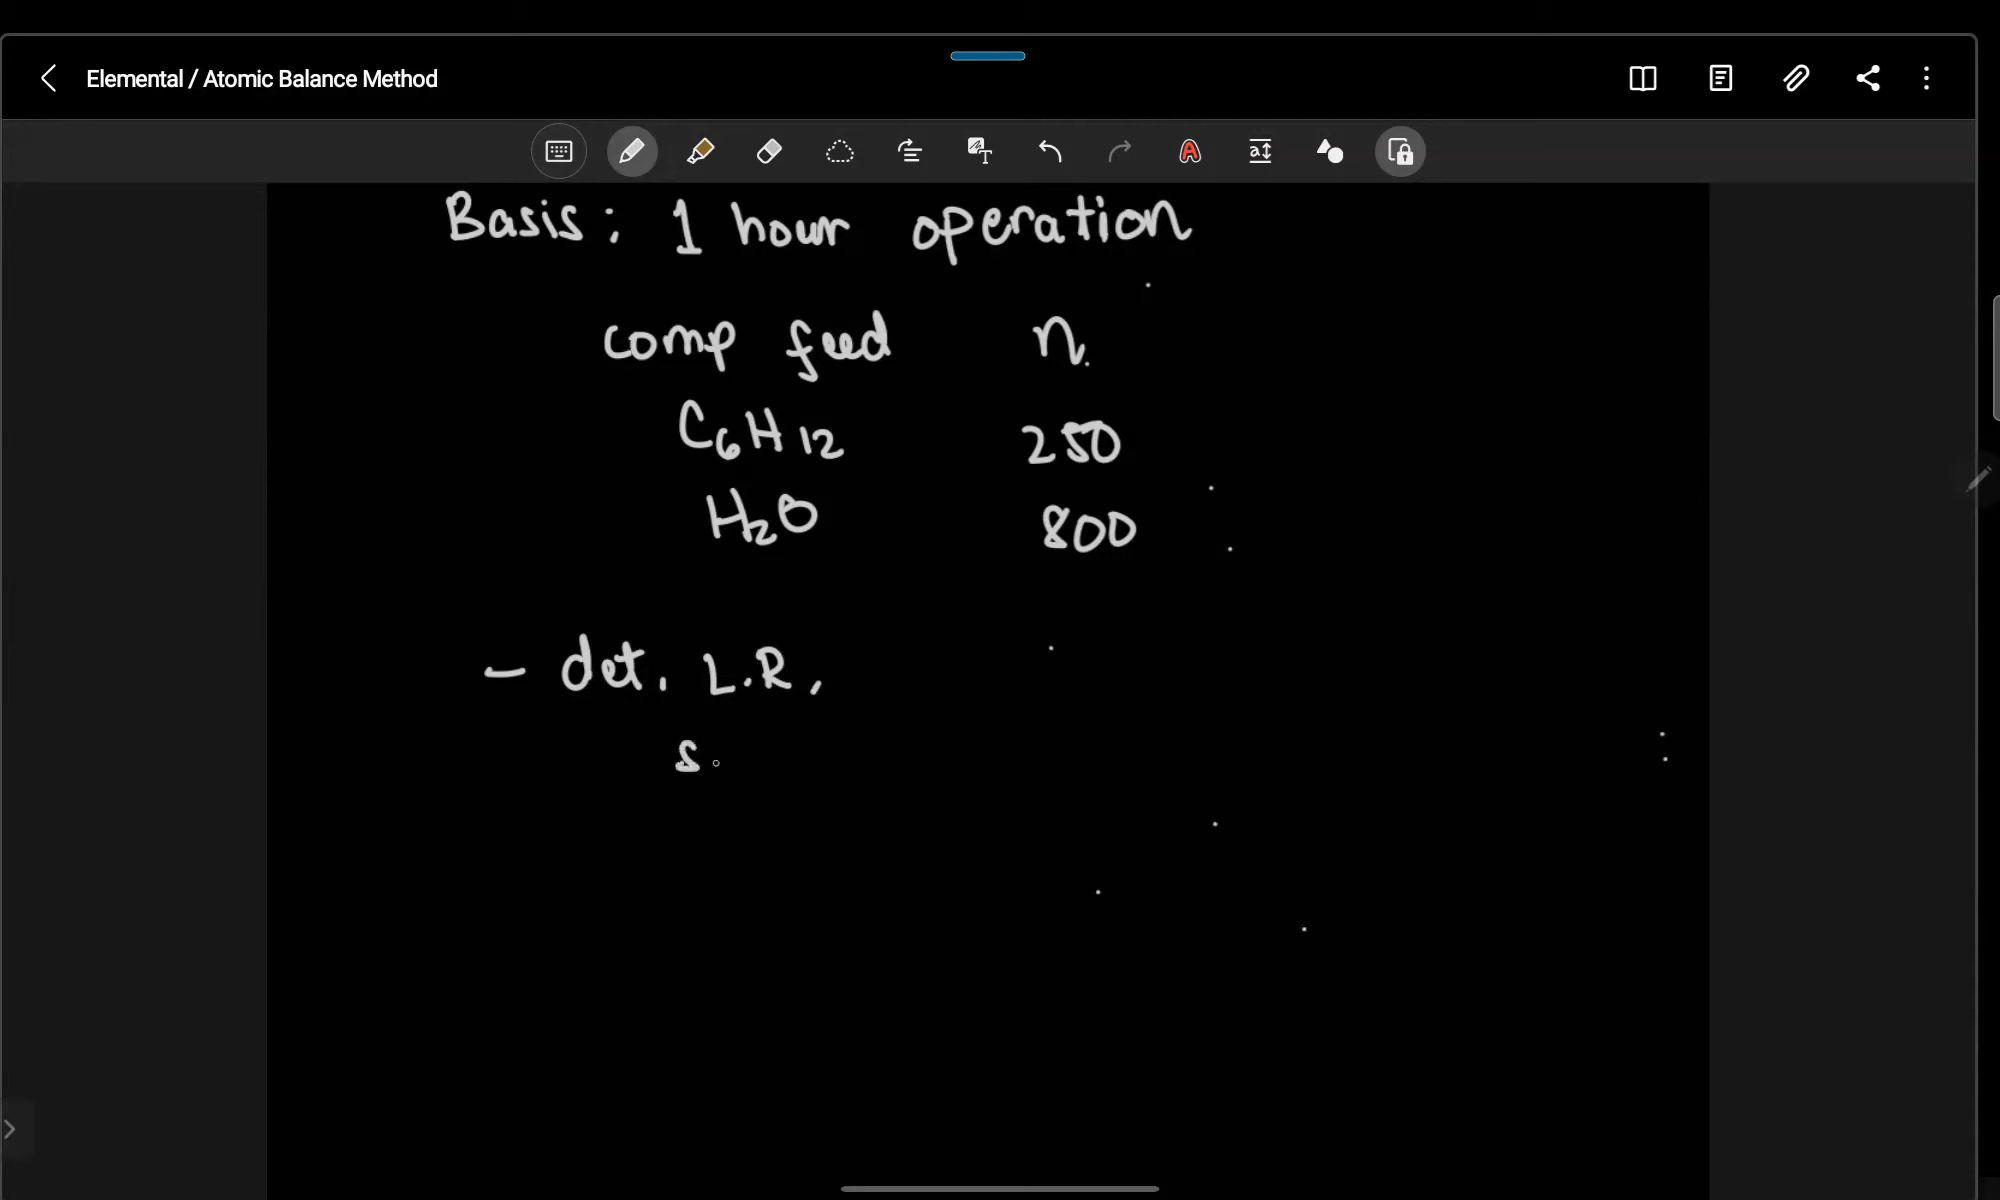 Elemental / Atomic Balance Method
Basis: 1 hour operation
comp feed n
C6H12 250
H2O 800
- det. L.R,
s